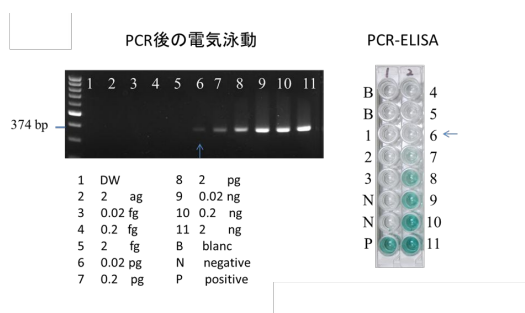 PCR後の電気泳動
PCR-ELISA
1 2 3 4 5 6 7 8 9 10 11
374 bp
1 DW
2 2 ag
3 0.02 fg
4 0.2 fg
5 2 fg
6 0.02 pg
7 0.2 pg
8 2 pg
9 0.02 ng
10 0.2 ng
11 2 ng
B blanc
N negative
P positive
1 2
B 4
B 5
1 6
2 7
3 8
N 9
N 10
P 11